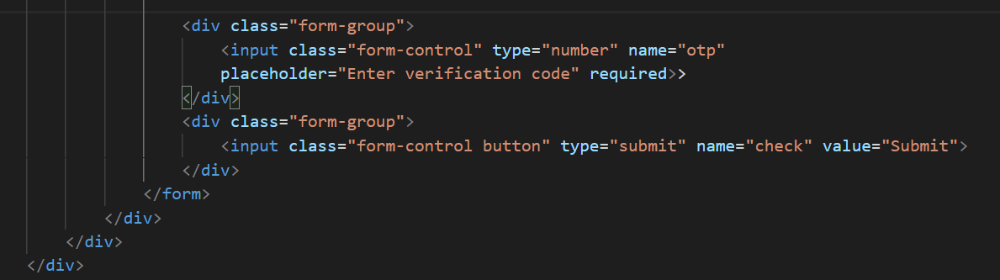 <div class="form-group">
<input class="form-control" type="number" name="otp"
placeholder="Enter verification code" required>>
</div>
<div class="form-group">
<input class="form-control button" type="submit" name="check" value="Submit">
</div>
</form>
</div>
</div>
</div>